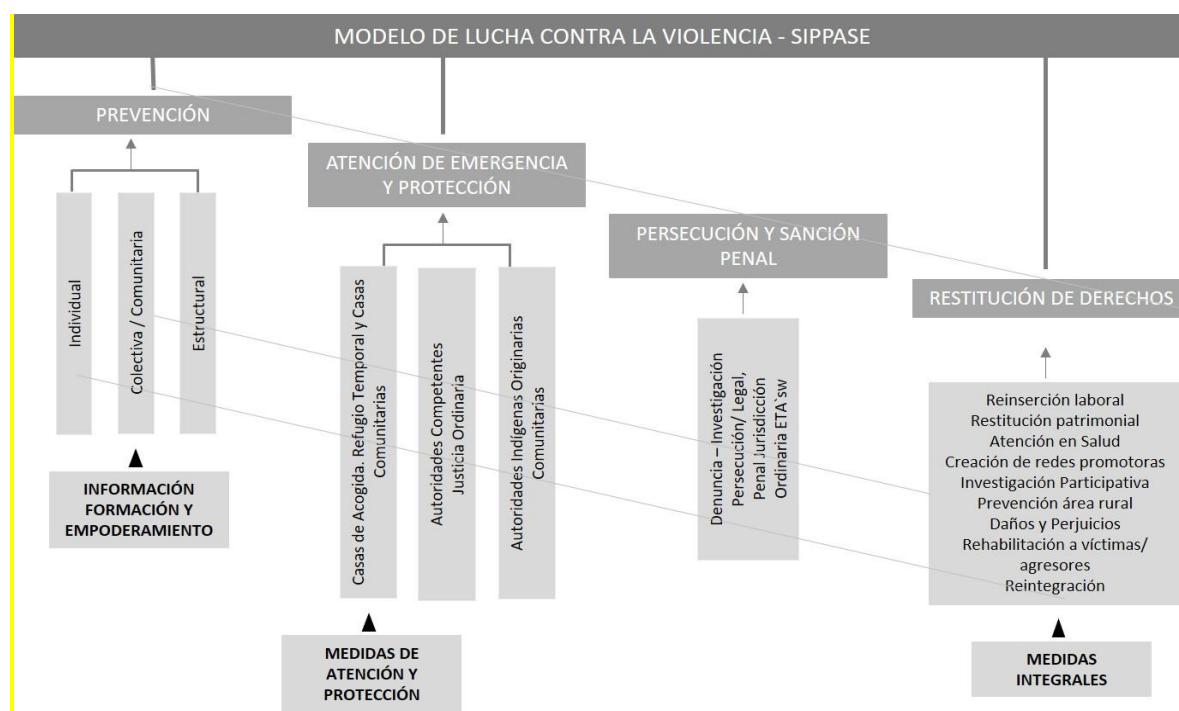 MODELO DE LUCHA CONTRA LA VIOLENCIA - SIPPASE
PREVENCIÓN
Individual
Colectiva / Comunitaria
Estructural
INFORMACIÓN
FORMACIÓN Y
EMPODERAMIENTO
ATENCIÓN DE EMERGENCIA
Y PROTECCIÓN
Casas de Acogida. Refugio Temporal y Casas
Comunitarias
Autoridades Competentes
Justicia Ordinaria
Autoridades Indígenas Originarias
Comunitarias
MEDIDAS DE
ATENCIÓN Y
PROTECCIÓN
PERSECUCIÓN Y SANCIÓN
PENAL
Denuncia – Investigación
Persecución/ Legal,
Penal Jurisdicción
Ordinaria ETA`sw
RESTITUCIÓN DE DERECHOS
Reinserción laboral
Restitución patrimonial
Atención en Salud
Creación de redes promotoras
Investigación Participativa
Prevención área rural
Daños y Perjuicios
Rehabilitación a víctimas/
agresores
Reintegración
MEDIDAS
INTEGRALES